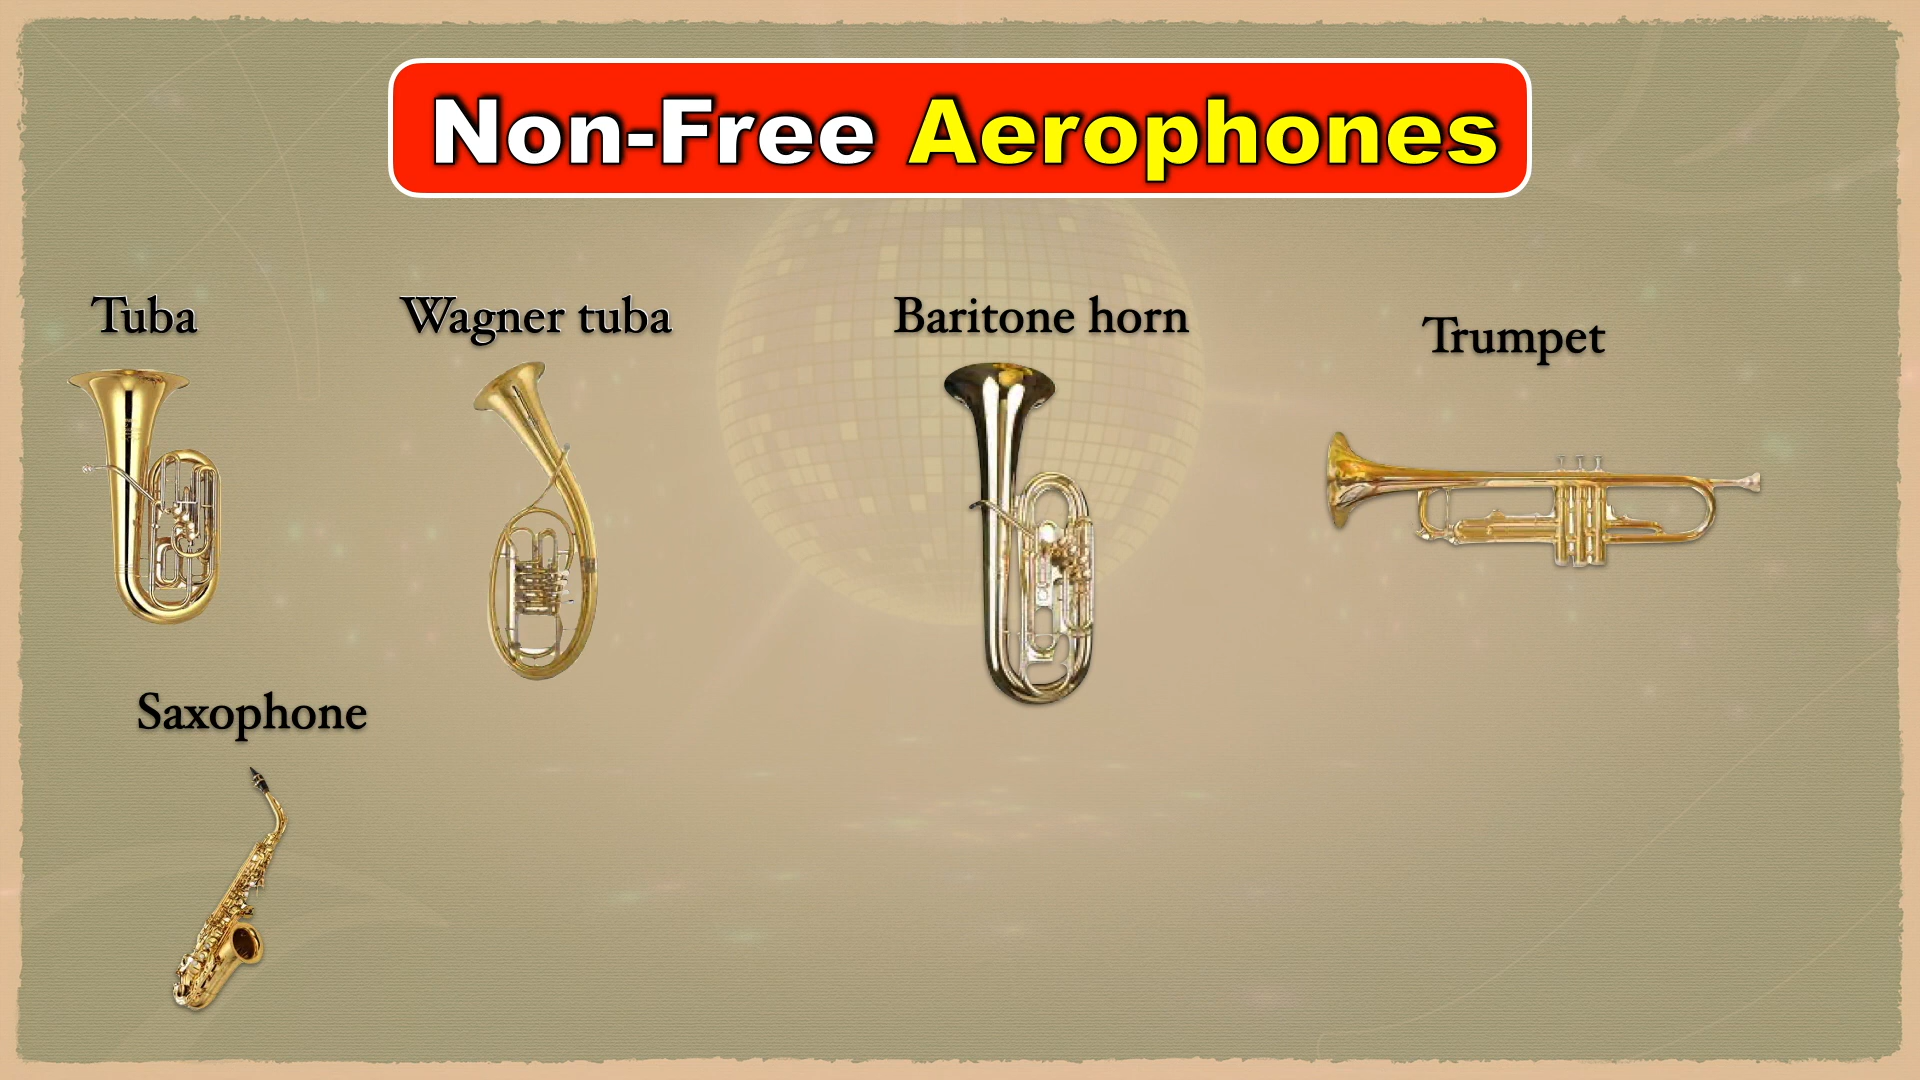 Non-Free Aerophones
Tuba
Wagner tuba
Baritone horn
Trumpet
Saxophone